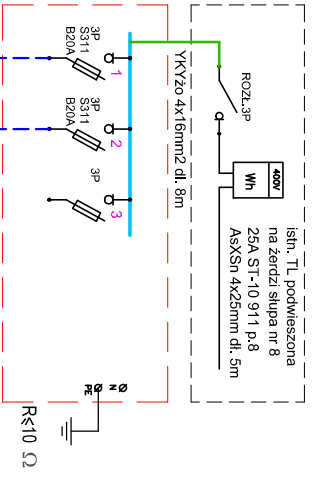 istn. TL podwieszona
na żerdzi słupa nr 8
25A ST-10 911 p.8
AsXSn 4x25mm dł. 5m
400V
Wh
ROZŁ.3P
YKYżo 4x16mm2 dł. 8m
3P
S311
B20A
1
3P
S311
B20A
2
3P
3
N
PE
R≤10 Ω